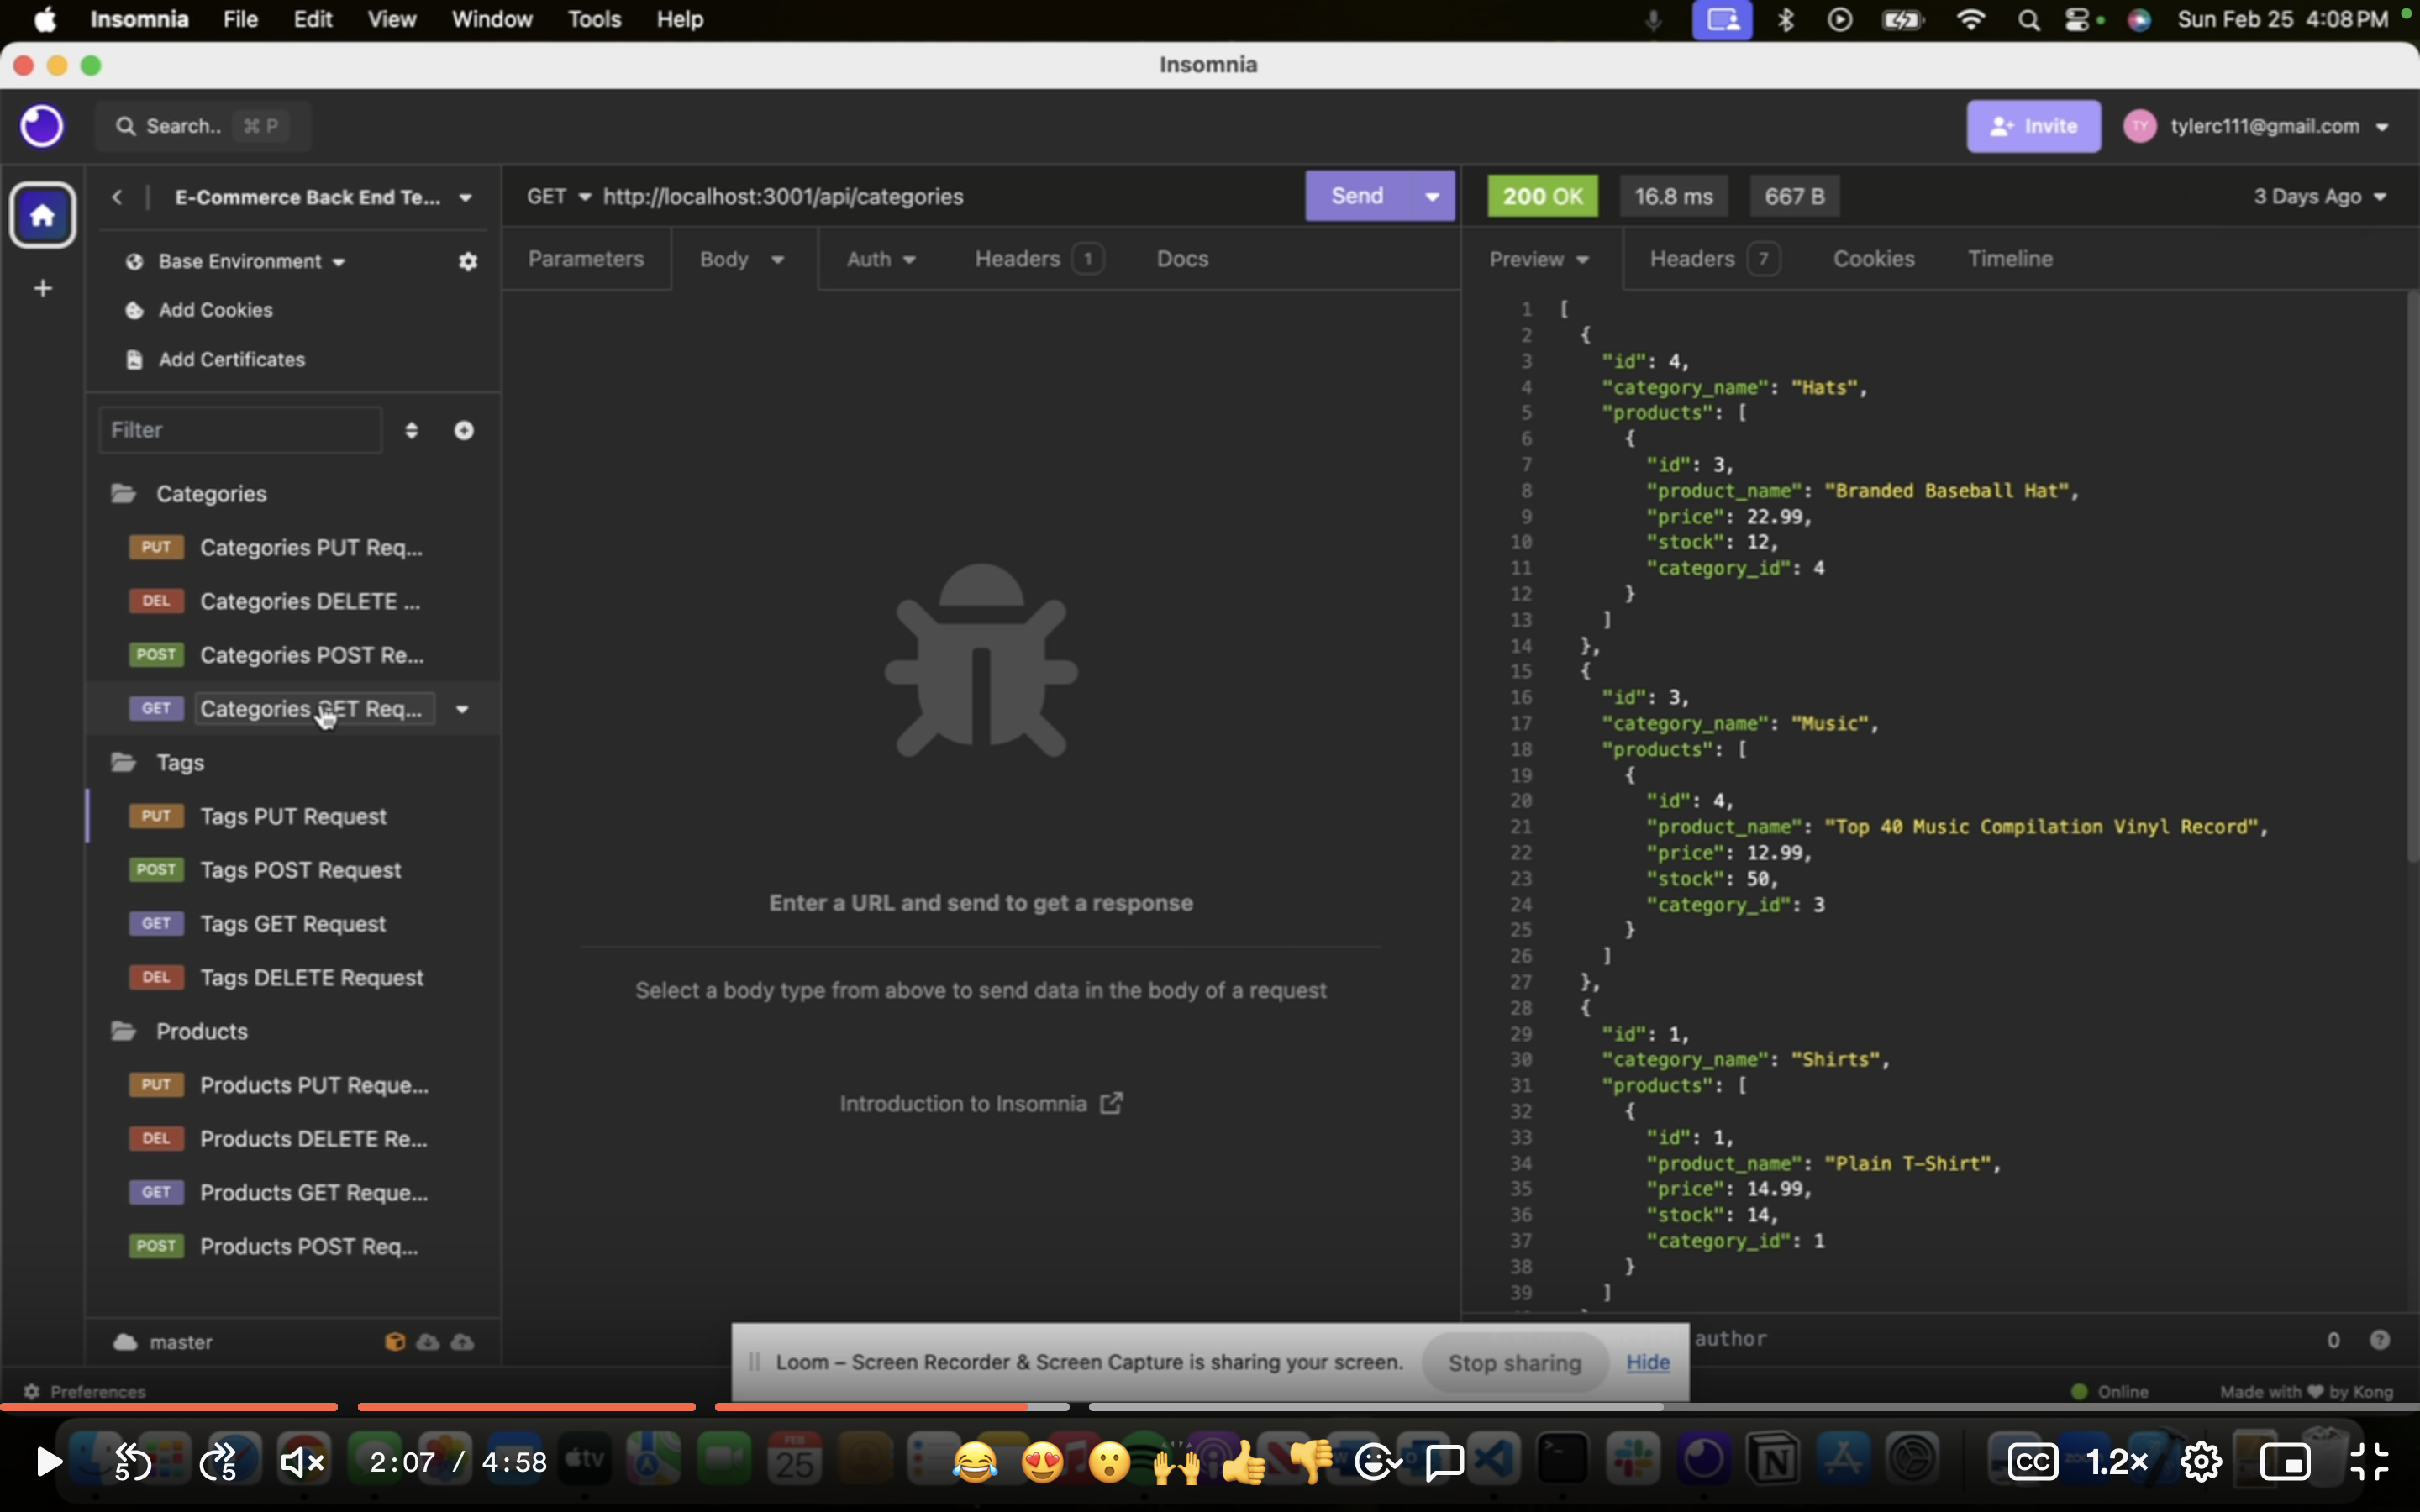 Insomnia File Edit View Window Tools Help Sun Feb 25 4:08 PM
Insomnia
Search.. ⌘ P Invite TY tylerc111@gmail.com
E-Commerce Back End Te... GET http://localhost:3001/api/categories Send 200 OK 16.8 ms 667 B 3 Days Ago
Base Environment Parameters Body Auth Headers 1 Docs Preview Headers 7 Cookies Timeline
Add Cookies
Add Certificates
Filter
Categories
PUT Categories PUT Req...
DEL Categories DELETE ...
POST Categories POST Re...
GET Categories GET Req...
Tags
PUT Tags PUT Request
POST Tags POST Request
GET Tags GET Request
DEL Tags DELETE Request
Products
PUT Products PUT Reque...
DEL Products DELETE Re...
GET Products GET Reque...
POST Products POST Req...
master
Preferences
Enter a URL and send to get a response
Select a body type from above to send data in the body of a request
Introduction to Insomnia
1 [
2 {
3 "id": 4,
4 "category_name": "Hats",
5 "products": [
6 {
7 "id": 3,
8 "product_name": "Branded Baseball Hat",
9 "price": 22.99,
10 "stock": 12,
11 "category_id": 4
12 }
13 ]
14 },
15 {
16 "id": 3,
17 "category_name": "Music",
18 "products": [
19 {
20 "id": 4,
21 "product_name": "Top 40 Music Compilation Vinyl Record",
22 "price": 12.99,
23 "stock": 50,
24 "category_id": 3
25 }
26 ]
27 },
28 {
29 "id": 1,
30 "category_name": "Shirts",
31 "products": [
32 {
33 "id": 1,
34 "product_name": "Plain T-Shirt",
35 "price": 14.99,
36 "stock": 14,
37 "category_id": 1
38 }
39 ]
author 0 ?
Loom – Screen Recorder & Screen Capture is sharing your screen. Stop sharing Hide
Online Made with ❤ by Kong
5 5 2:07 / 4:58 tv FEB 25 CC 1.2×